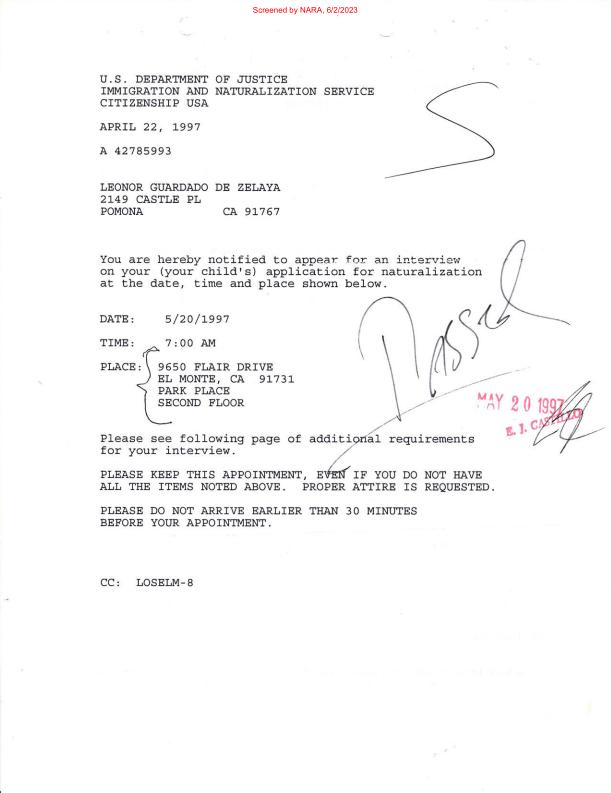 Screened by NARA, 6/2/2023
U.S. DEPARTMENT OF JUSTICE
IMMIGRATION AND NATURALIZATION SERVICE
CITIZENSHIP USA
APRIL 22, 1997
A 42785993
LEONOR GUARDADO DE ZELAYA
2149 CASTLE PL
POMONA CA 91767
You are hereby notified to appear for an interview
on your (your child's) application for naturalization
at the date, time and place shown below.
DATE: 5/20/1997
TIME: 7:00 AM
PLACE: 9650 FLAIR DRIVE
EL MONTE, CA 91731
PARK PLACE
SECOND FLOOR
Passed
MAY 20 1997
E. J. CASTILLO
Please see following page of additional requirements
for your interview.
PLEASE KEEP THIS APPOINTMENT, EVEN IF YOU DO NOT HAVE
ALL THE ITEMS NOTED ABOVE. PROPER ATTIRE IS REQUESTED.
PLEASE DO NOT ARRIVE EARLIER THAN 30 MINUTES
BEFORE YOUR APPOINTMENT.
CC: LOSELM-8